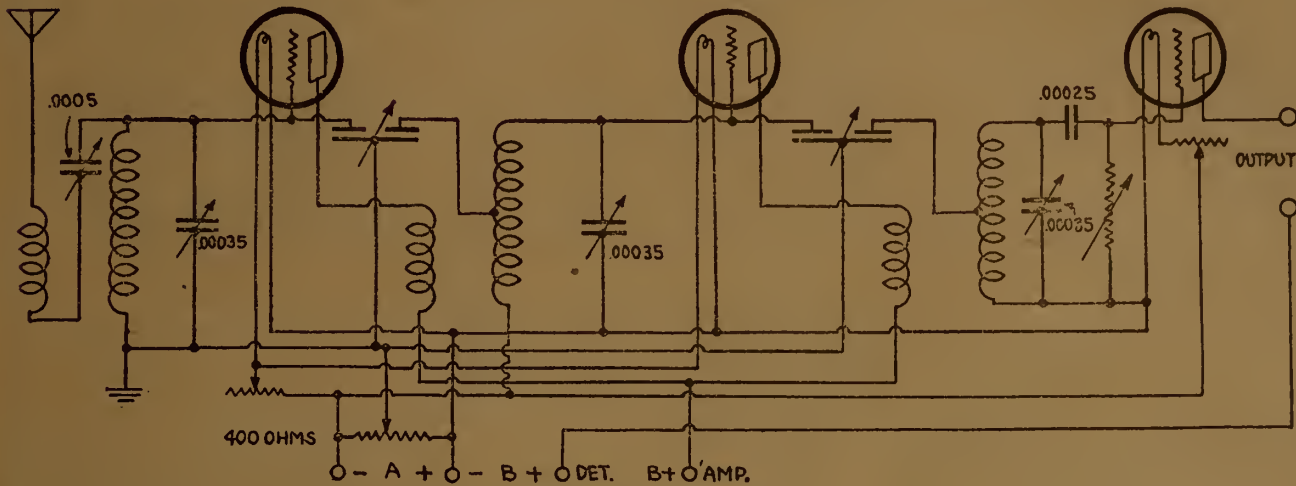 .0005
.00035
.00035
.00025
.00035
OUTPUT
400 OHMS
- A + - B + DET. B+ AMP.